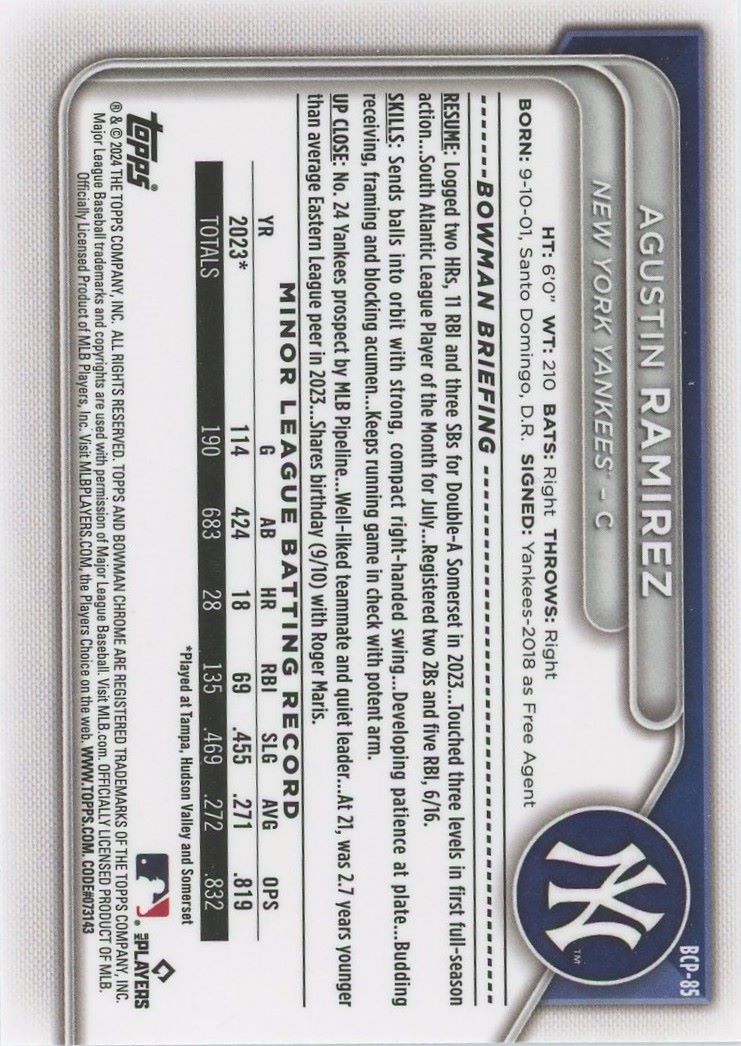 BCP-85
AGUSTIN RAMIREZ
NEW YORK YANKEES® – C
HT: 6'0" WT: 210 BATS: Right THROWS: Right
BORN: 9-10-01, Santo Domingo, D.R. SIGNED: Yankees-2018 as Free Agent
BOWMAN BRIEFING
RESUME: Logged two HRs, 11 RBI and three SBs for Double-A Somerset in 2023...Touched three levels in first full-season
action...South Atlantic League Player of the Month for July...Registered two 2Bs and five RBI, 6/16.
SKILLS: Sends balls into orbit with strong, compact right-handed swing...Developing patience at plate...Budding
receiving, framing and blocking acumen...Keeps running game in check with potent arm.
UP CLOSE: No. 24 Yankees prospect by MLB Pipeline...Well-liked teammate and quiet leader...At 21, was 2.7 years younger
than average Eastern League peer in 2023...Shares birthday (9/10) with Roger Maris.
MINOR LEAGUE BATTING RECORD
YR G AB HR RBI SLG AVG OPS
2023* 114 424 18 69 .455 .271 .819
TOTALS 190 683 28 135 .469 .272 .832
*Played at Tampa, Hudson Valley and Somerset
topps®
® & © 2024 THE TOPPS COMPANY, INC. ALL RIGHTS RESERVED. TOPPS AND BOWMAN CHROME ARE REGISTERED TRADEMARKS OF THE TOPPS COMPANY, INC.
Major League Baseball trademarks and copyrights are used with permission of Major League Baseball. Visit MLB.com. OFFICIALLY LICENSED PRODUCT OF MLB
Officially Licensed Product of MLB Players, Inc. Visit MLBPLAYERS.COM, the Players Choice on the web. WWW.TOPPS.COM. CODE#073143
MLB PLAYERS
NY
TM